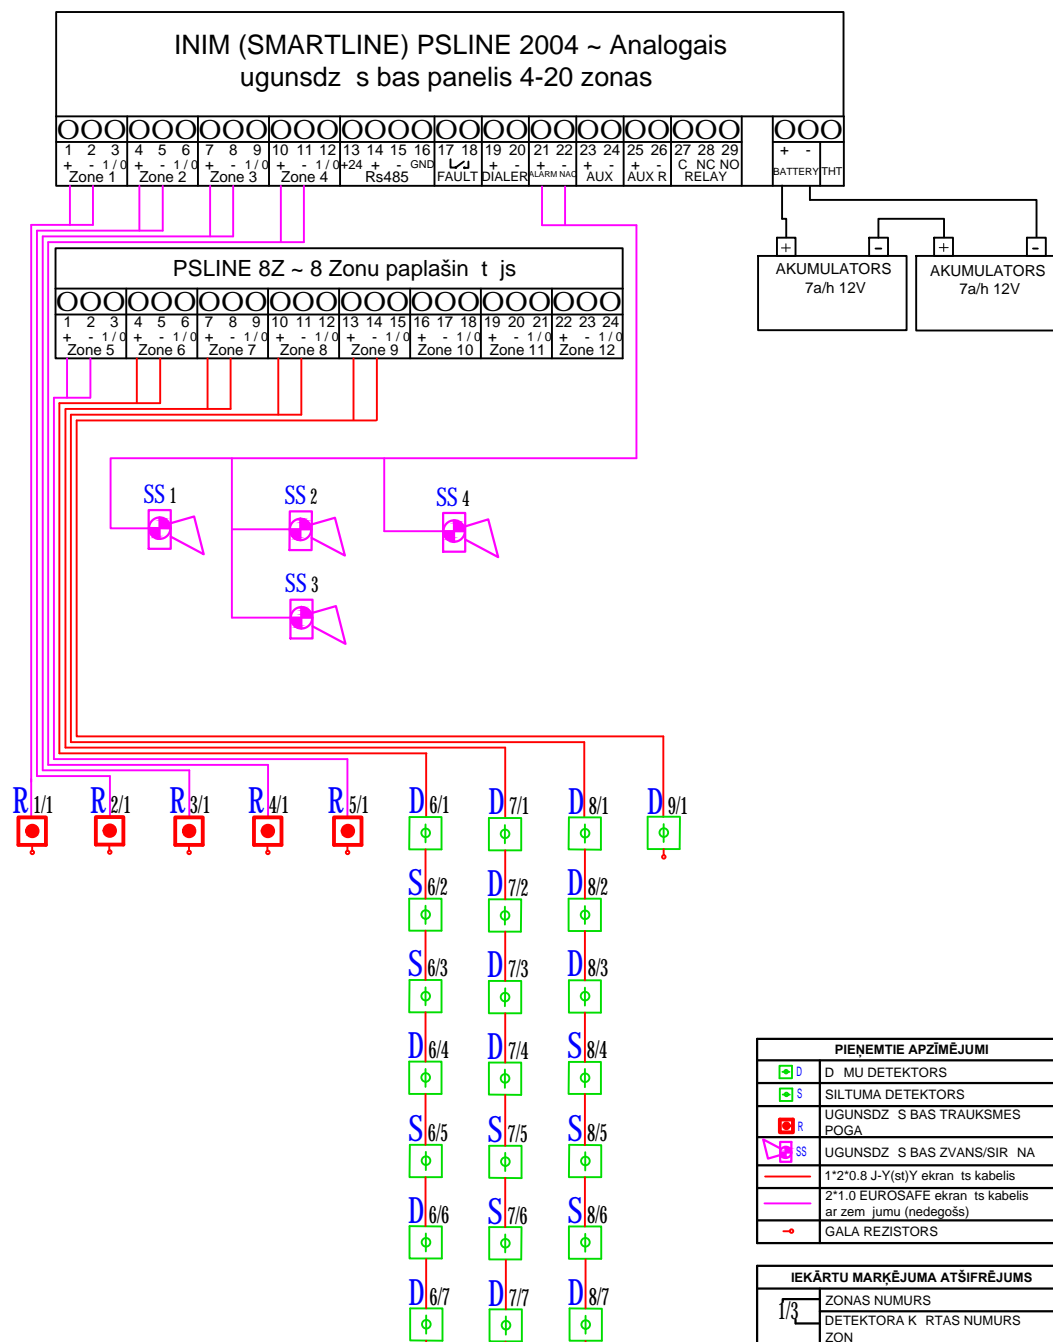 INIM (SMARTLINE) PSLINE 2004 ~ Analogais
ugunsdz s bas panelis 4-20 zonas
1 2 3 4 5 6 7 8 9 10 11 12 13 14 15 16 17 18 19 20 21 22 23 24 25 26 27 28 29 + -
+ - 1/0 + - 1/0 + - 1/0 + - 1/0 +24 + - GND + - + - + - + - C NC NO
Zone 1 Zone 2 Zone 3 Zone 4 Rs485 FAULT DIALER ALARM NAC AUX AUX R RELAY BATTERY THT
+ - + -
AKUMULATORS
7a/h 12V
AKUMULATORS
7a/h 12V
PSLINE 8Z ~ 8 Zonu paplašin t js
1 2 3 4 5 6 7 8 9 10 11 12 13 14 15 16 17 18 19 20 21 22 23 24
+ - 1/0 + - 1/0 + - 1/0 + - 1/0 + - 1/0 + - 1/0 + - 1/0 + - 1/0
Zone 5 Zone 6 Zone 7 Zone 8 Zone 9 Zone 10 Zone 11 Zone 12
SS 1 SS 2 SS 4
SS 3
R 1/1 R 2/1 R 3/1 R 4/1 R 5/1 D 6/1 D 7/1 D 8/1 D 9/1
S 6/2 D 7/2 D 8/2
S 6/3 D 7/3 D 8/3
D 6/4 D 7/4 S 8/4
S 6/5 S 7/5 S 8/5
D 6/6 S 7/6 S 8/6
D 6/7 D 7/7 D 8/7
PIEŅEMTIE APZĪMĒJUMI
D D MU DETEKTORS
S SILTUMA DETEKTORS
R UGUNSDZ S BAS TRAUKSMES
POGA
SS UGUNSDZ S BAS ZVANS/SIR NA
1*2*0.8 J-Y(st)Y ekran ts kabelis
2*1.0 EUROSAFE ekran ts kabelis
ar zem jumu (nedegošs)
GALA REZISTORS
IEKĀRTU MARĶĒJUMA ATŠIFRĒJUMS
1/3 ZONAS NUMURS
DETEKTORA K RTAS NUMURS
ZON